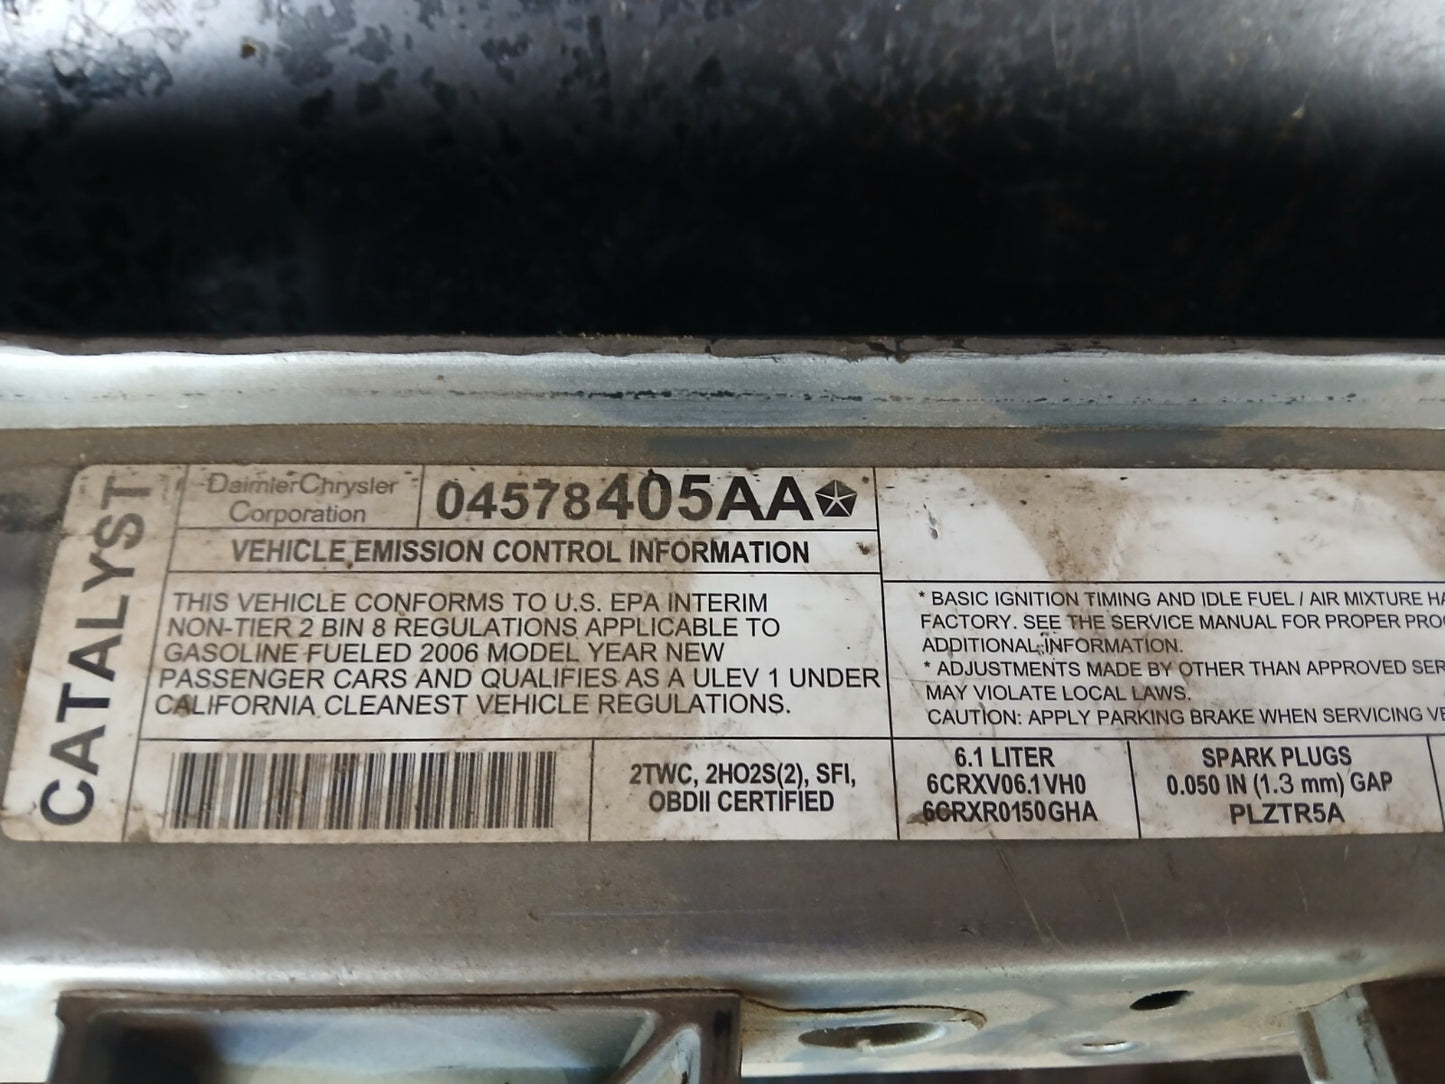 CATALYST
DaimlerChrysler
Corporation
04578405AA
VEHICLE EMISSION CONTROL INFORMATION
THIS VEHICLE CONFORMS TO U.S. EPA INTERIM
NON-TIER 2 BIN 8 REGULATIONS APPLICABLE TO
GASOLINE FUELED 2006 MODEL YEAR NEW
PASSENGER CARS AND QUALIFIES AS A ULEV 1 UNDER
CALIFORNIA CLEANEST VEHICLE REGULATIONS.
* BASIC IGNITION TIMING AND IDLE FUEL / AIR MIXTURE HA
FACTORY. SEE THE SERVICE MANUAL FOR PROPER PRO
ADDITIONAL INFORMATION.
* ADJUSTMENTS MADE BY OTHER THAN APPROVED SER
MAY VIOLATE LOCAL LAWS.
CAUTION: APPLY PARKING BRAKE WHEN SERVICING VE
2TWC, 2HO2S(2), SFI,
OBDII CERTIFIED
6.1 LITER
6CRXV06.1VH0
6CRXR0150GHA
SPARK PLUGS
0.050 IN (1.3 mm) GAP
PLZTR5A